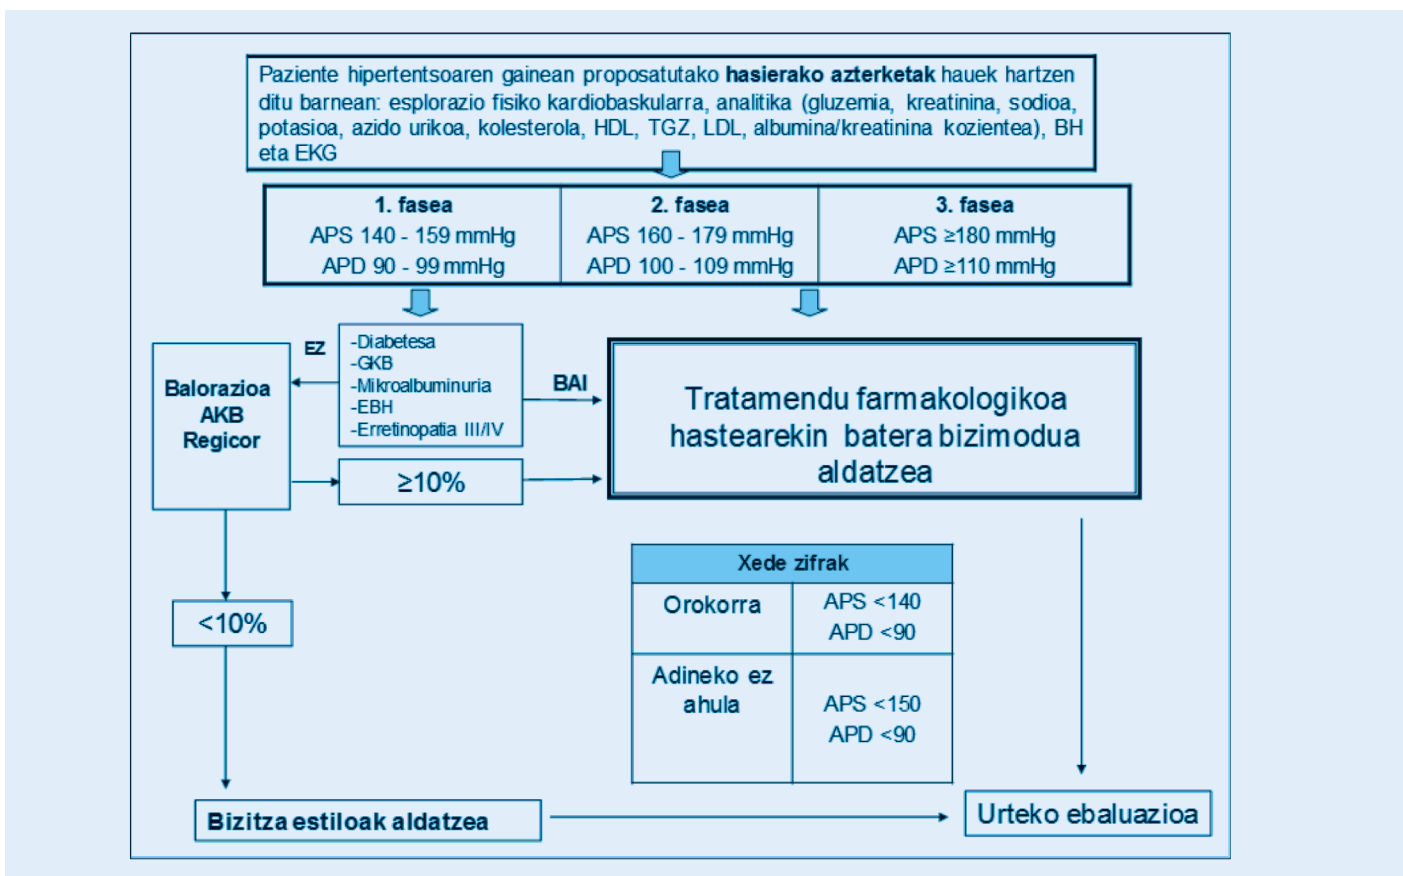 Paziente hipertentsoaren gainean proposatutako hasierako azterketak hauek hartzen
ditu barnean: esplorazio fisiko kardiobaskularra, analitika (gluzemia, kreatinina, sodioa,
potasioa, azido urikoa, kolesterola, HDL, TGZ, LDL, albumina/kreatinina kozientea), BH
eta EKG
1. fasea
APS 140 - 159 mmHg
APD 90 - 99 mmHg
2. fasea
APS 160 - 179 mmHg
APD 100 - 109 mmHg
3. fasea
APS ≥180 mmHg
APD ≥110 mmHg
EZ
-Diabetesa
-GKB
-Mikroalbuminuria
-EBH
-Erretinopatia III/IV
BAI
Balorazioa
AKB
Regicor
≥10%
Tratamendu farmakologikoa
hastearekin batera bizimodua
aldatzea
<10%
Xede zifrak
Orokorra
APS <140
APD <90
Adineko ez
ahula
APS <150
APD <90
Bizitza estiloak aldatzea
Urteko ebaluazioa